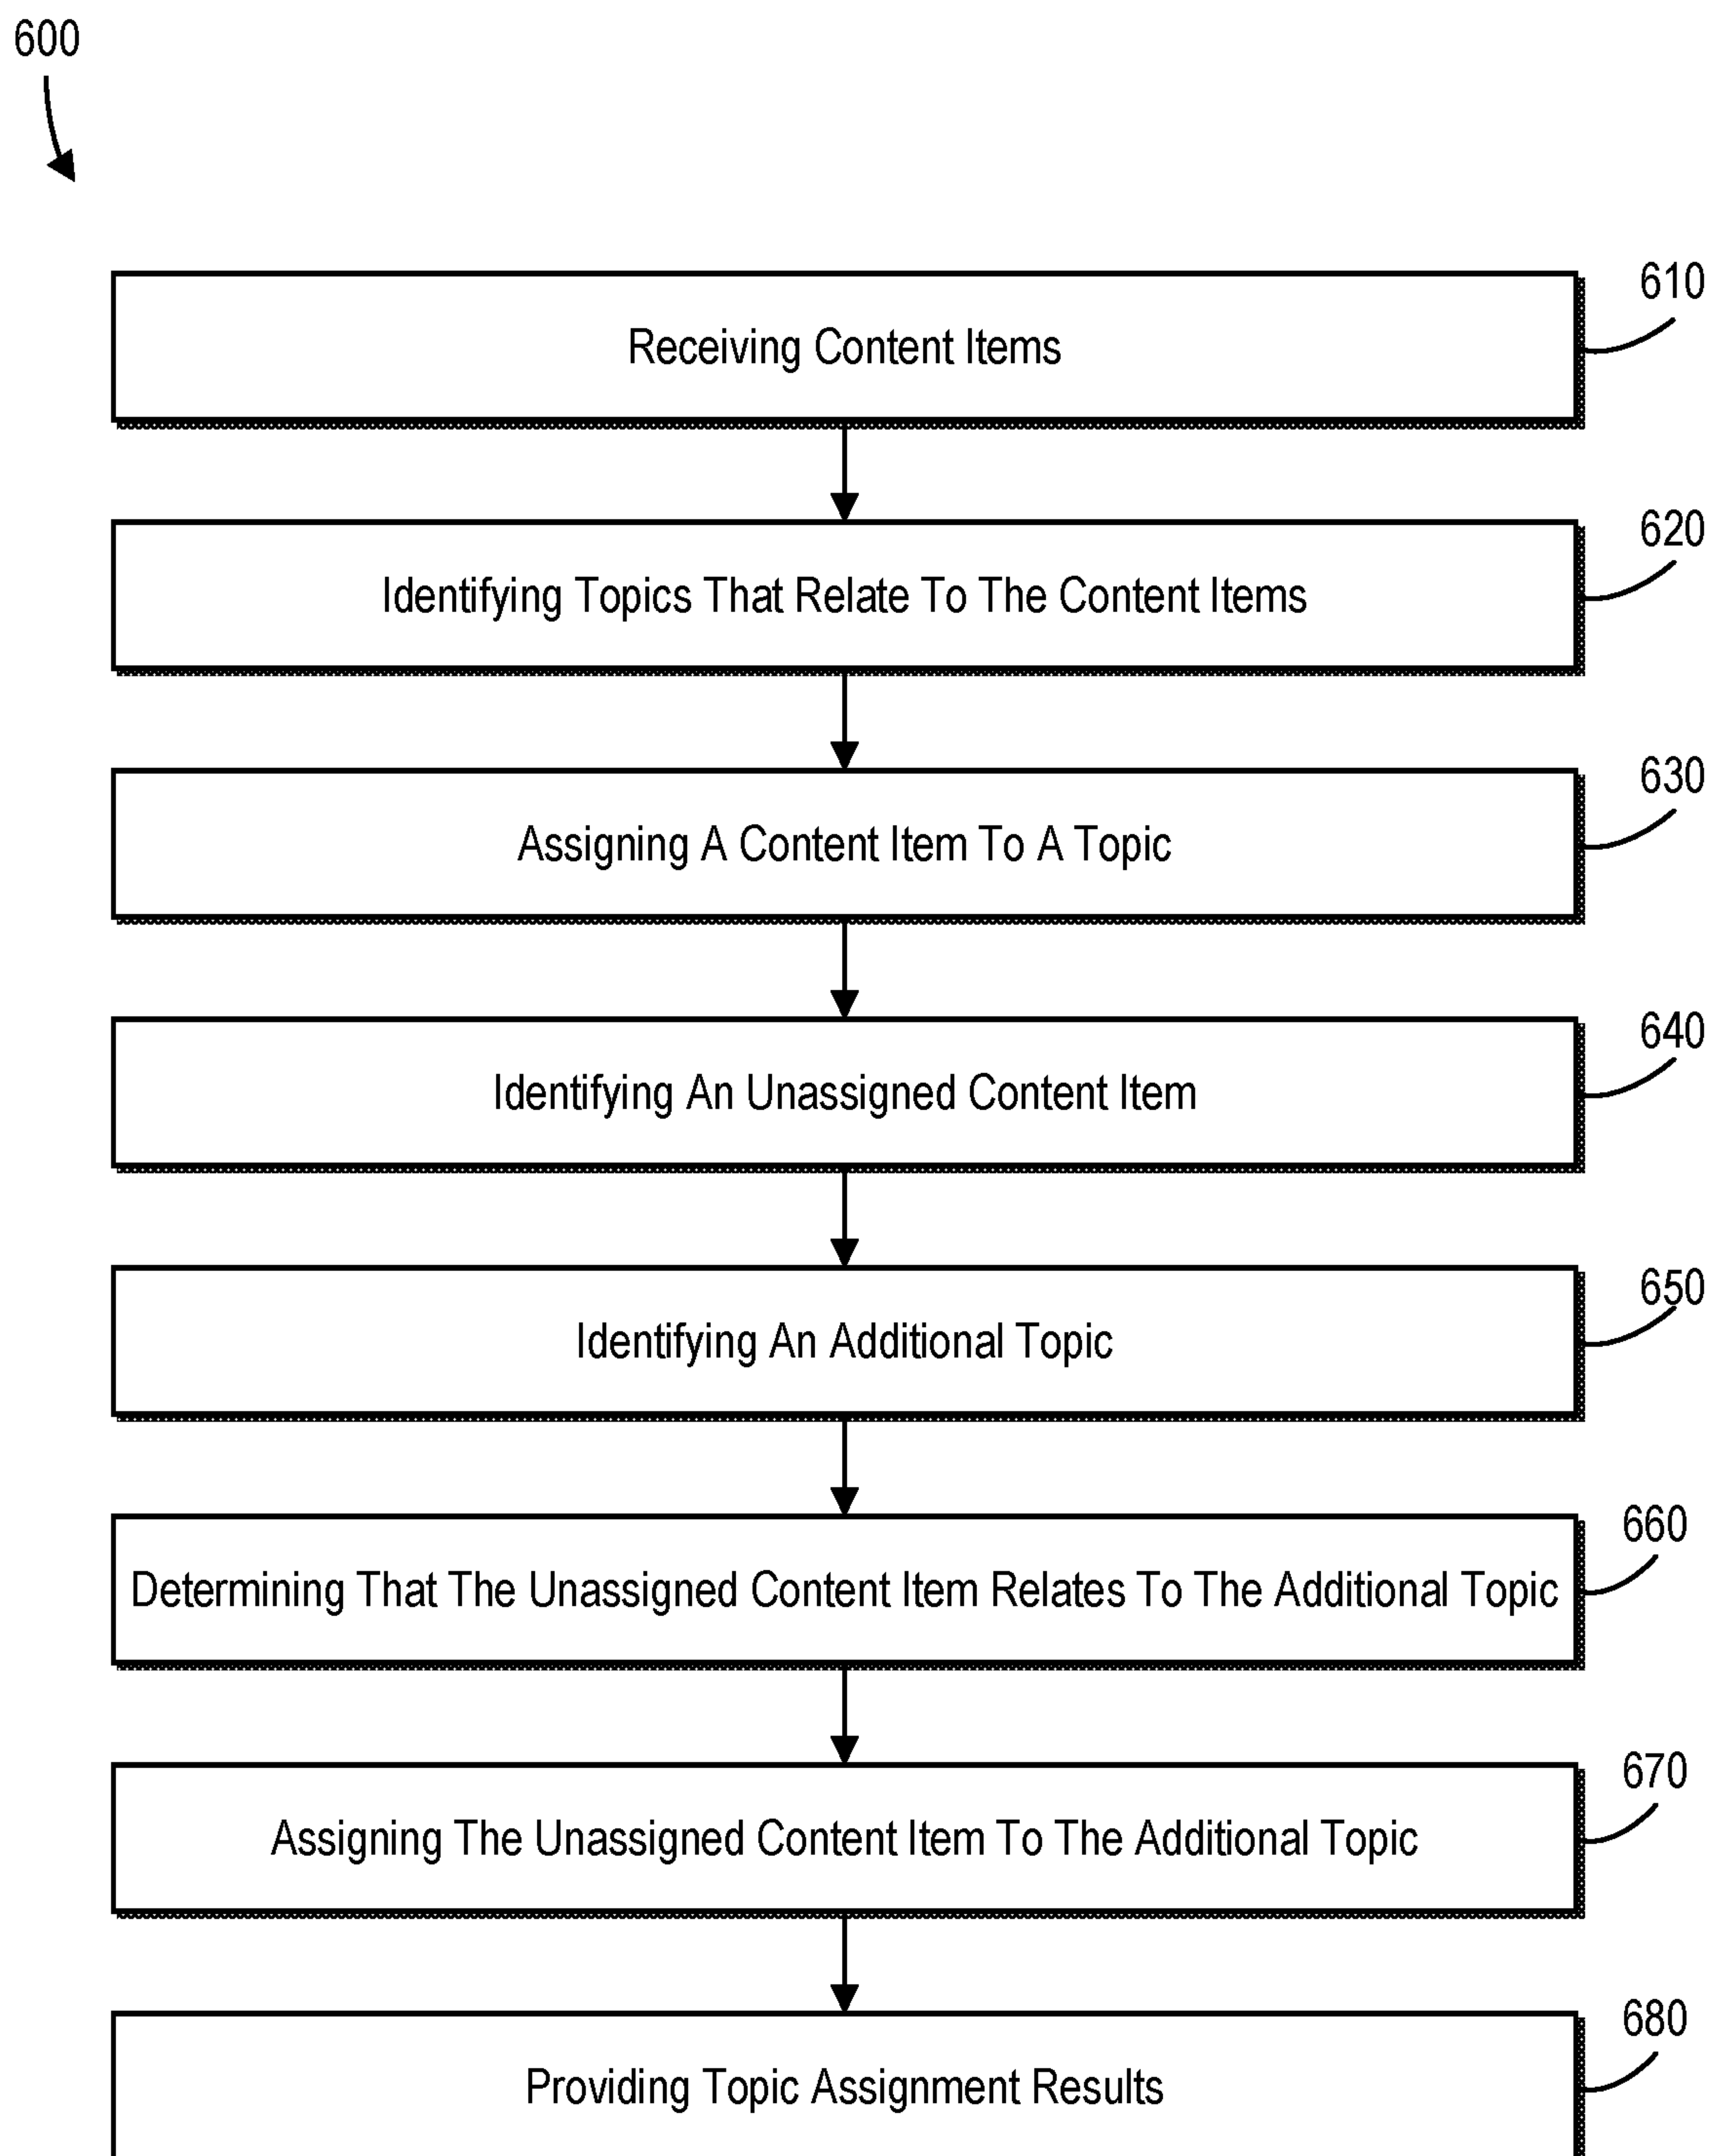 600
610
Receiving Content Items
620
Identifying Topics That Relate To The Content Items
630
Assigning A Content Item To A Topic
640
Identifying An Unassigned Content Item
650
Identifying An Additional Topic
660
Determining That The Unassigned Content Item Relates To The Additional Topic
670
Assigning The Unassigned Content Item To The Additional Topic
680
Providing Topic Assignment Results